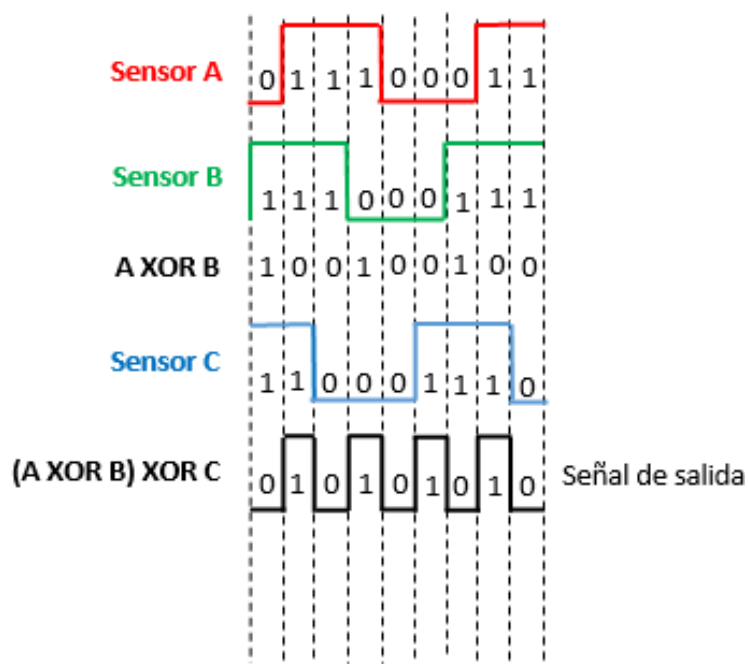 Sensor A 0 1 1 1 0 0 0 1 1
Sensor B 1 1 1 0 0 0 1 1 1
A XOR B 1 0 0 1 0 0 1 0 0
Sensor C 1 1 0 0 0 1 1 1 0
(A XOR B) XOR C 0 1 0 1 0 1 0 1 0 Señal de salida